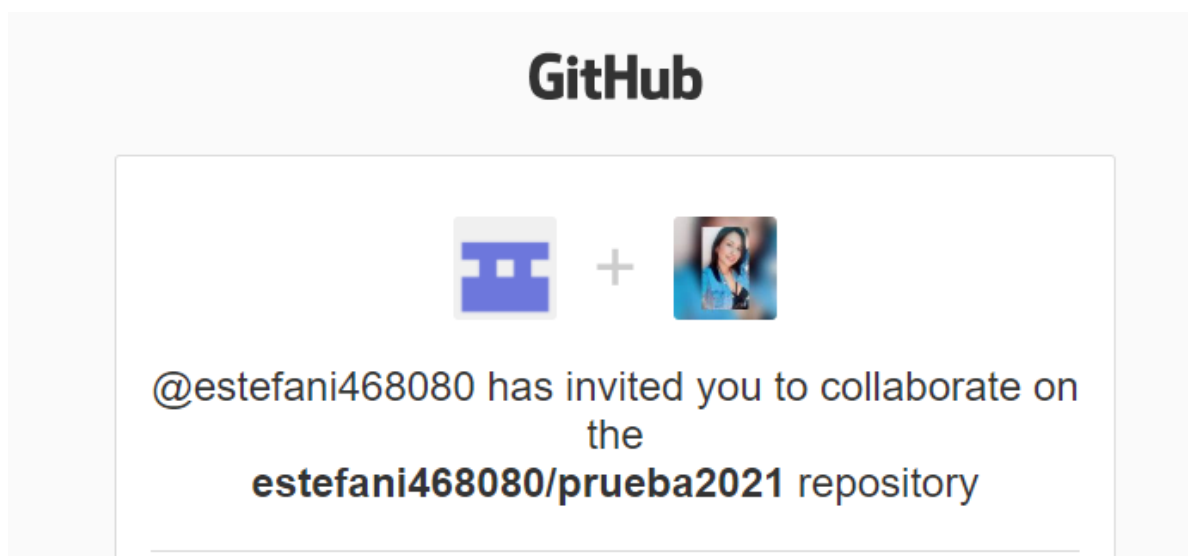 GitHub
@estefani468080 has invited you to collaborate on
the
estefani468080/prueba2021 repository